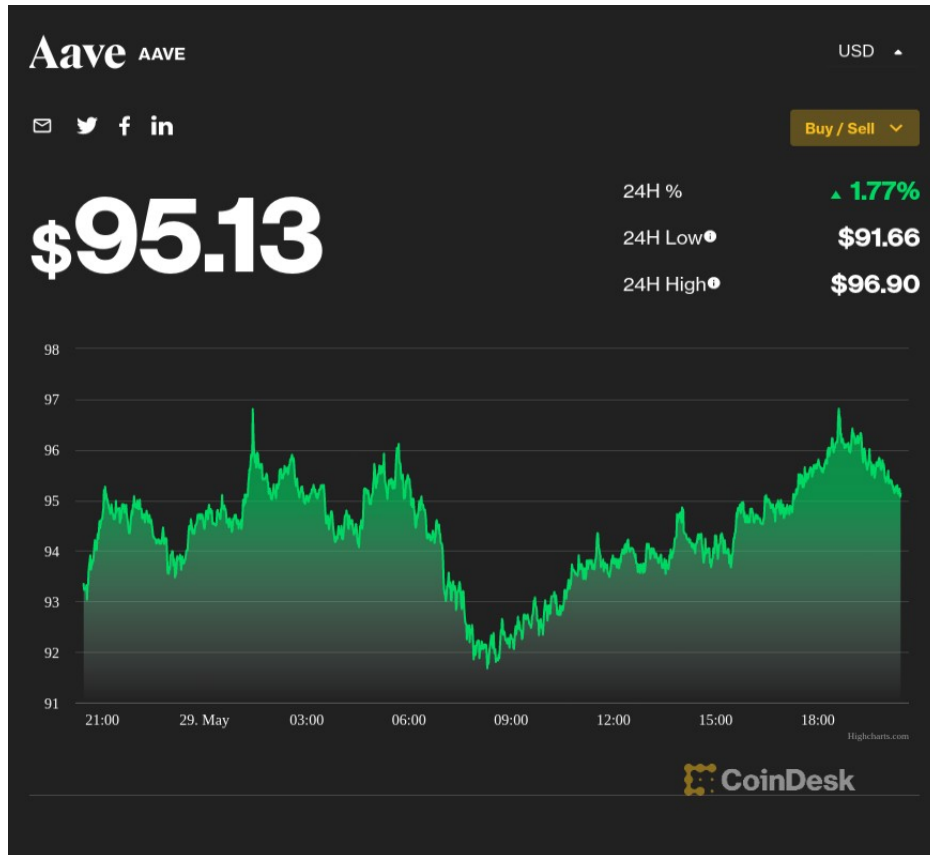 Aave AAVE
USD
in
Buy / Sell
$95.13
24H % 1.77%
24H Low $91.66
24H High $96.90
98
97
96
95
94
93
92
91
21:00 29. May 03:00 06:00 09:00 12:00 15:00 18:00
Highcharts.com
CoinDesk